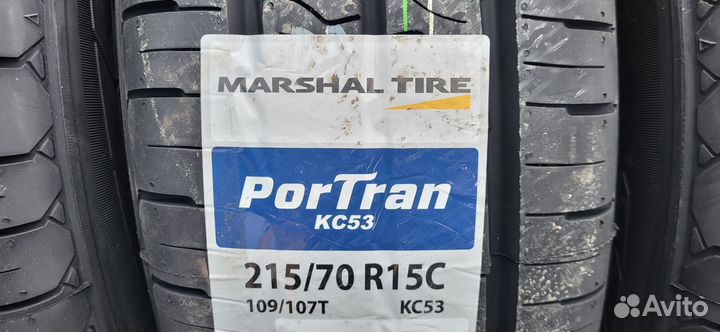 MARSHAL TIRE
PorTran
KC53
215/70 R15C
109/107T KC53
Avito